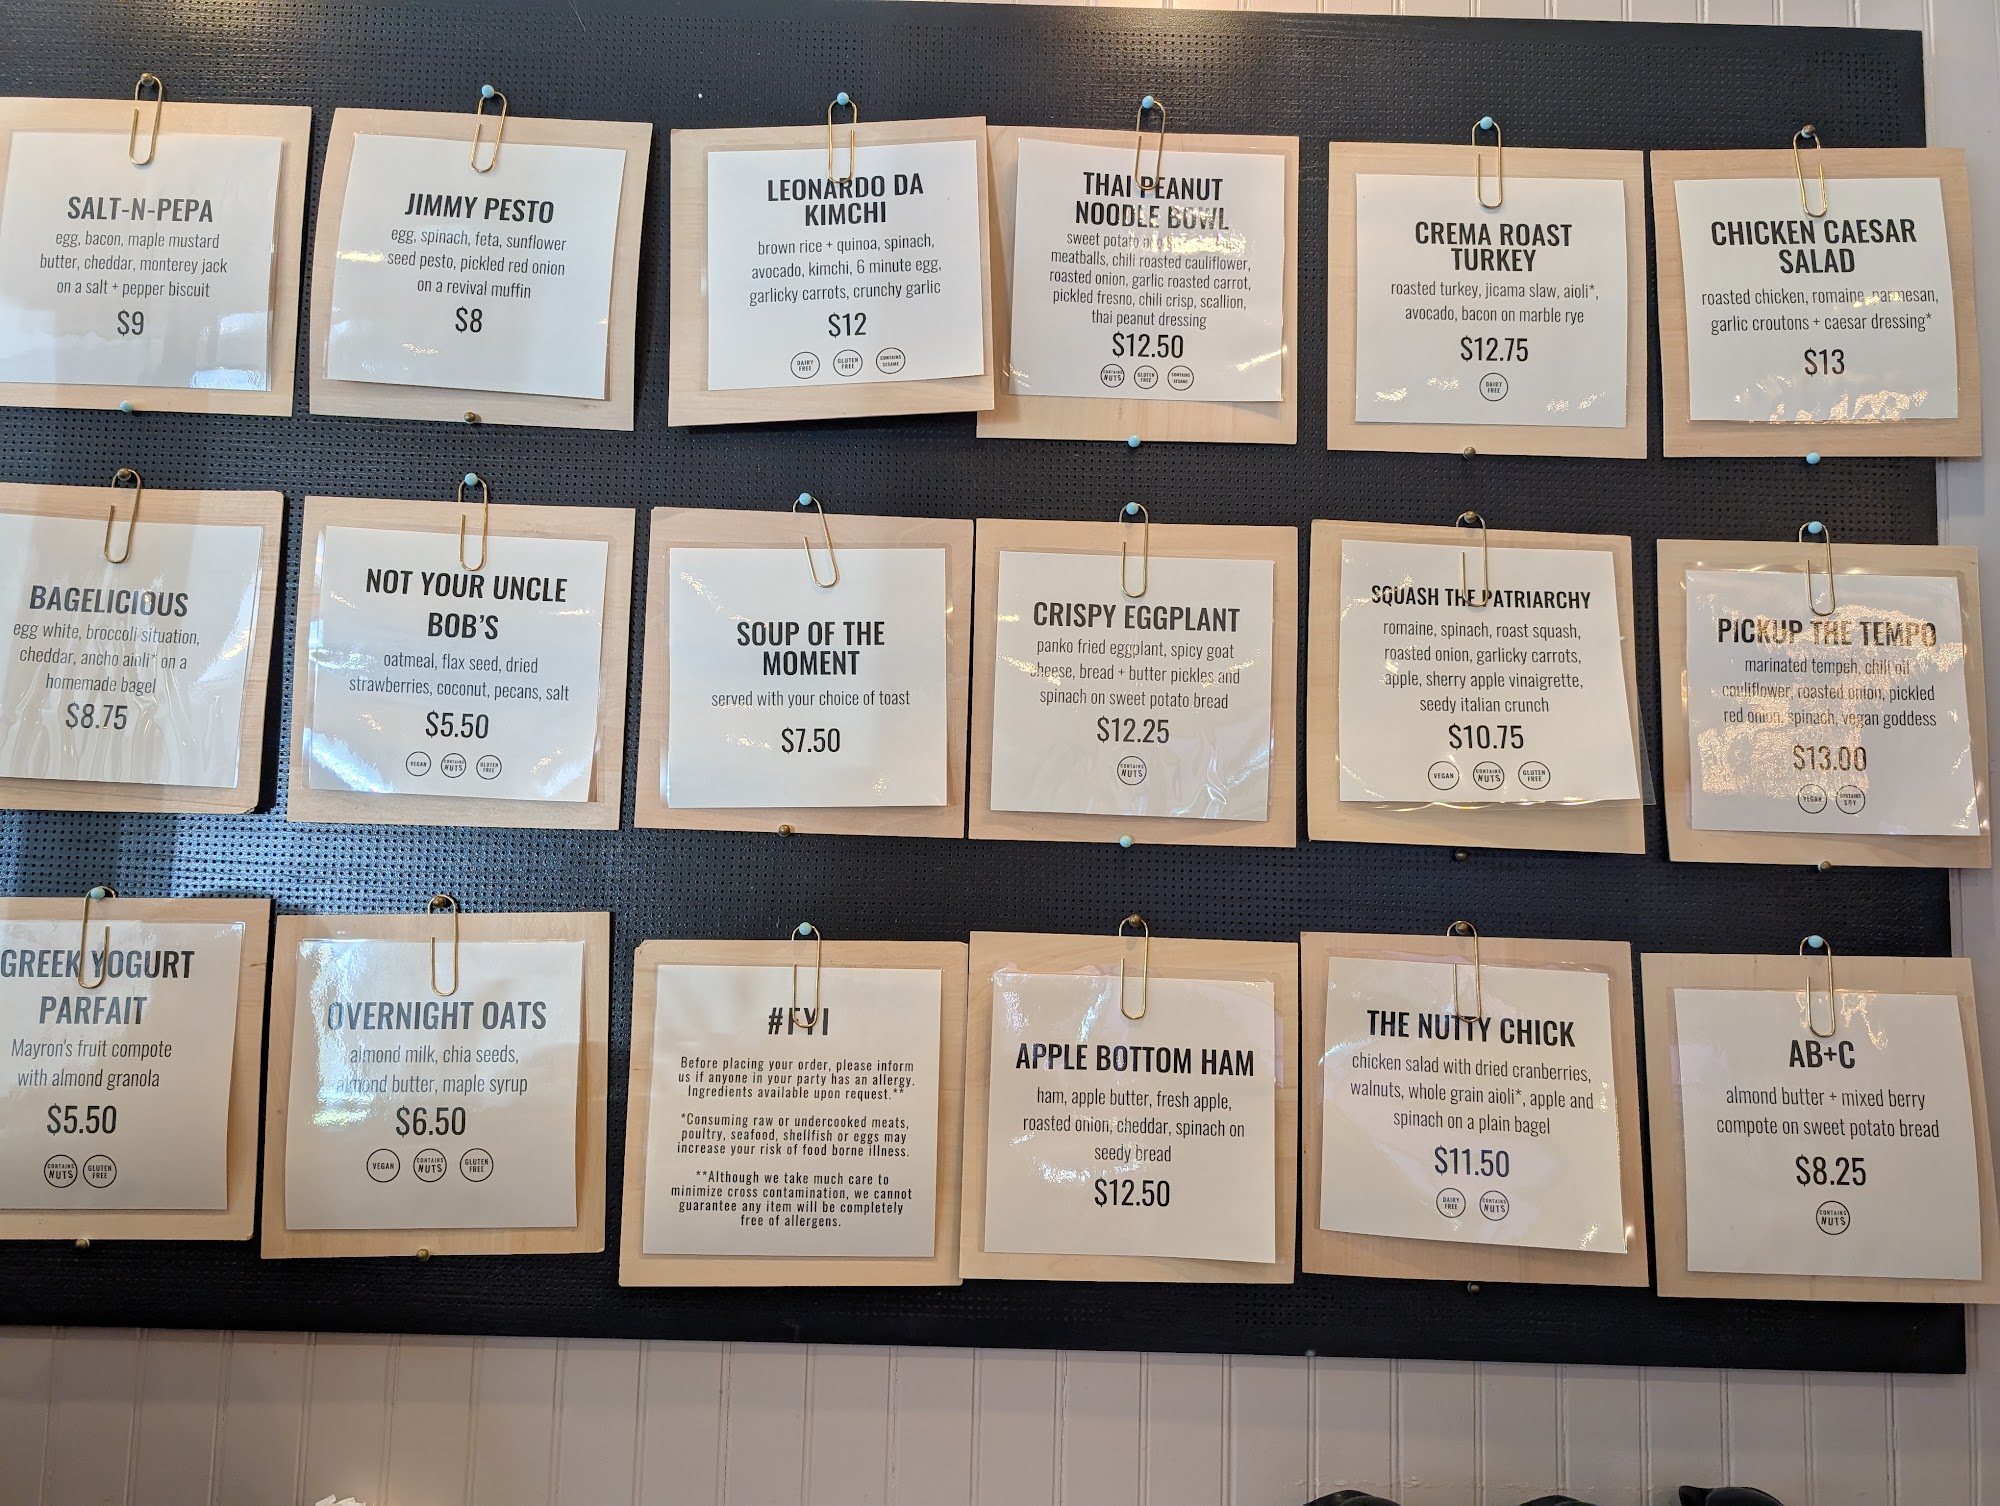 SALT-N-PEPA
egg, bacon, maple mustard
butter, cheddar, monterey jack
on a salt + pepper biscuit
$9
JIMMY PESTO
egg, spinach, feta, sunflower
seed pesto, pickled red onion
on a revival muffin
$8
LEONARDO DA
KIMCHI
brown rice + quinoa, spinach,
avocado, kimchi, 6 minute egg,
garlicky carrots, crunchy garlic
$12
DAIRY
FREE
GLUTEN
FREE
CONTAINS
SESAME
THAI PEANUT
NOODLE BOWL
sweet potato
meatballs, chili roasted cauliflower,
roasted onion, garlic roasted carrot,
pickled fresno, chili crisp, scallion,
thai peanut dressing
$12.50
CONTAINS
NUTS
GLUTEN
FREE
CONTAINS
SESAME
CREMA ROAST
TURKEY
roasted turkey, jicama slaw, aioli*,
avocado, bacon on marble rye
$12.75
DAIRY
FREE
CHICKEN CAESAR
SALAD
roasted chicken, romaine, parmesan,
garlic croutons + caesar dressing*
$13
BAGELICIOUS
egg white, broccoli situation,
cheddar, ancho aioli* on a
homemade bagel
$8.75
NOT YOUR UNCLE
BOB'S
oatmeal, flax seed, dried
strawberries, coconut, pecans, salt
$5.50
VEGAN
CONTAINS
NUTS
GLUTEN
FREE
SOUP OF THE
MOMENT
served with your choice of toast
$7.50
CRISPY EGGPLANT
panko fried eggplant, spicy goat
cheese, bread + butter pickles and
spinach on sweet potato bread
$12.25
CONTAINS
NUTS
SQUASH THE PATRIARCHY
romaine, spinach, roast squash,
roasted onion, garlicky carrots,
apple, sherry apple vinaigrette,
seedy italian crunch
$10.75
VEGAN
CONTAINS
NUTS
GLUTEN
FREE
PICKUP THE TEMPO
marinated tempeh, chili oil
cauliflower, roasted onion, pickled
red onion, spinach, vegan goddess
$13.00
VEGAN
CONTAINS
SOY
GREEK YOGURT
PARFAIT
Mayron's fruit compote
with almond granola
$5.50
CONTAINS
NUTS
GLUTEN
FREE
OVERNIGHT OATS
almond milk, chia seeds,
almond butter, maple syrup
$6.50
VEGAN
CONTAINS
NUTS
GLUTEN
FREE
#FYI
Before placing your order, please inform
us if anyone in your party has an allergy.
Ingredients available upon request.**
*Consuming raw or undercooked meats,
poultry, seafood, shellfish or eggs may
increase your risk of food borne illness.
**Although we take much care to
minimize cross contamination, we cannot
guarantee any item will be completely
free of allergens.
APPLE BOTTOM HAM
ham, apple butter, fresh apple,
roasted onion, cheddar, spinach on
seedy bread
$12.50
THE NUTTY CHICK
chicken salad with dried cranberries,
walnuts, whole grain aioli*, apple and
spinach on a plain bagel
$11.50
DAIRY
FREE
CONTAINS
NUTS
AB+C
almond butter + mixed berry
compote on sweet potato bread
$8.25
CONTAINS
NUTS